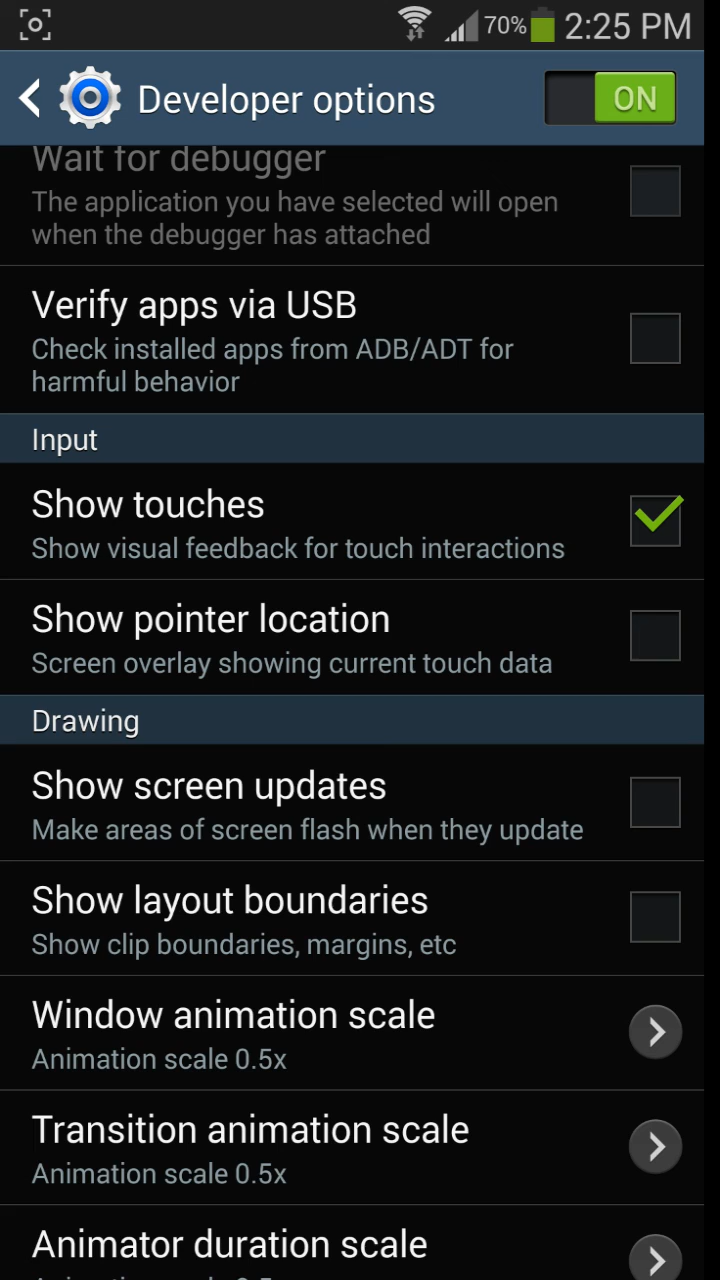 70% 2:25 PM
Developer options ON
Wait for debugger
The application you have selected will open
when the debugger has attached
Verify apps via USB
Check installed apps from ADB/ADT for
harmful behavior
Input
Show touches
Show visual feedback for touch interactions
Show pointer location
Screen overlay showing current touch data
Drawing
Show screen updates
Make areas of screen flash when they update
Show layout boundaries
Show clip boundaries, margins, etc
Window animation scale
Animation scale 0.5x
Transition animation scale
Animation scale 0.5x
Animator duration scale